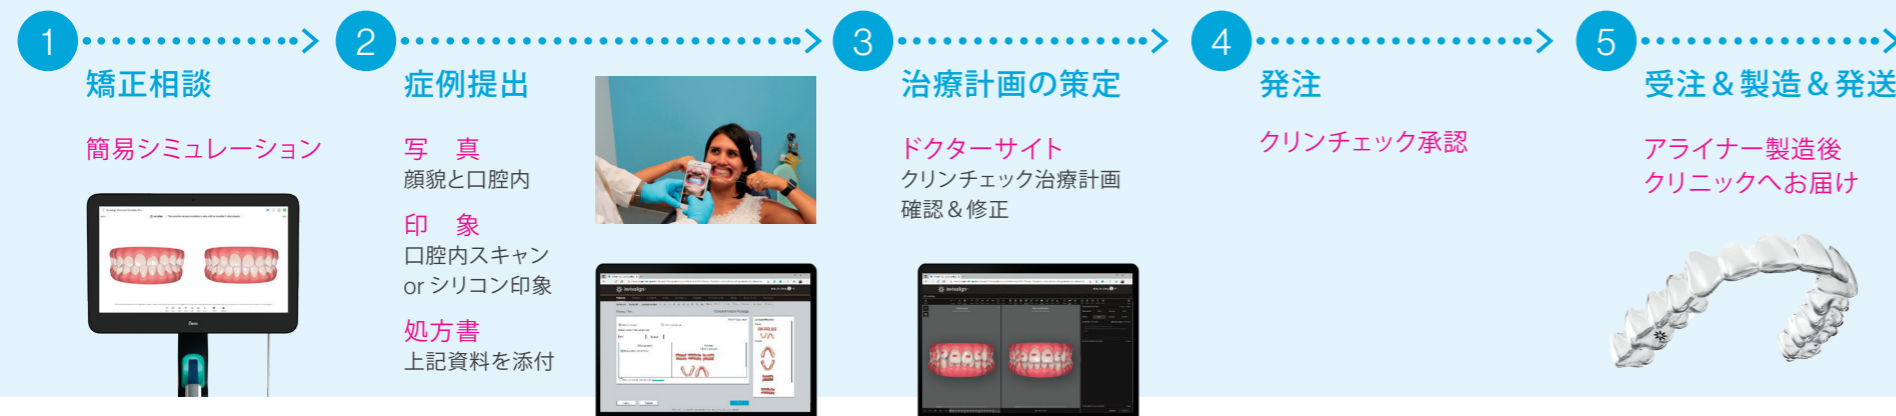 1
矯正相談
簡易シミュレーション
2
症例提出
写　真
顔貌と口腔内
印　象
口腔内スキャン
or シリコン印象
処方書
上記資料を添付
invisalign
3
治療計画の策定
ドクターサイト
クリンチェック治療計画
確認＆修正
invisalign
4
発注
クリンチェック承認
5
受注＆製造＆発送
アライナー製造後
クリニックへお届け